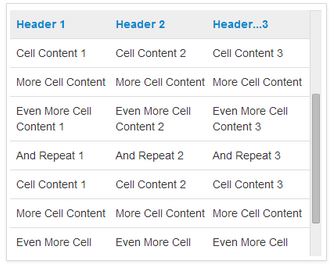 Header 1 Header 2 Header...3
Cell Content 1 Cell Content 2 Cell Content 3
More Cell Content More Cell Content More Cell Content
Even More Cell Even More Cell Even More Cell
Content 1 Content 2 Content 3
And Repeat 1 And Repeat 2 And Repeat 3
Cell Content 1 Cell Content 2 Cell Content 3
More Cell Content More Cell Content More Cell Content
Even More Cell Even More Cell Even More Cell